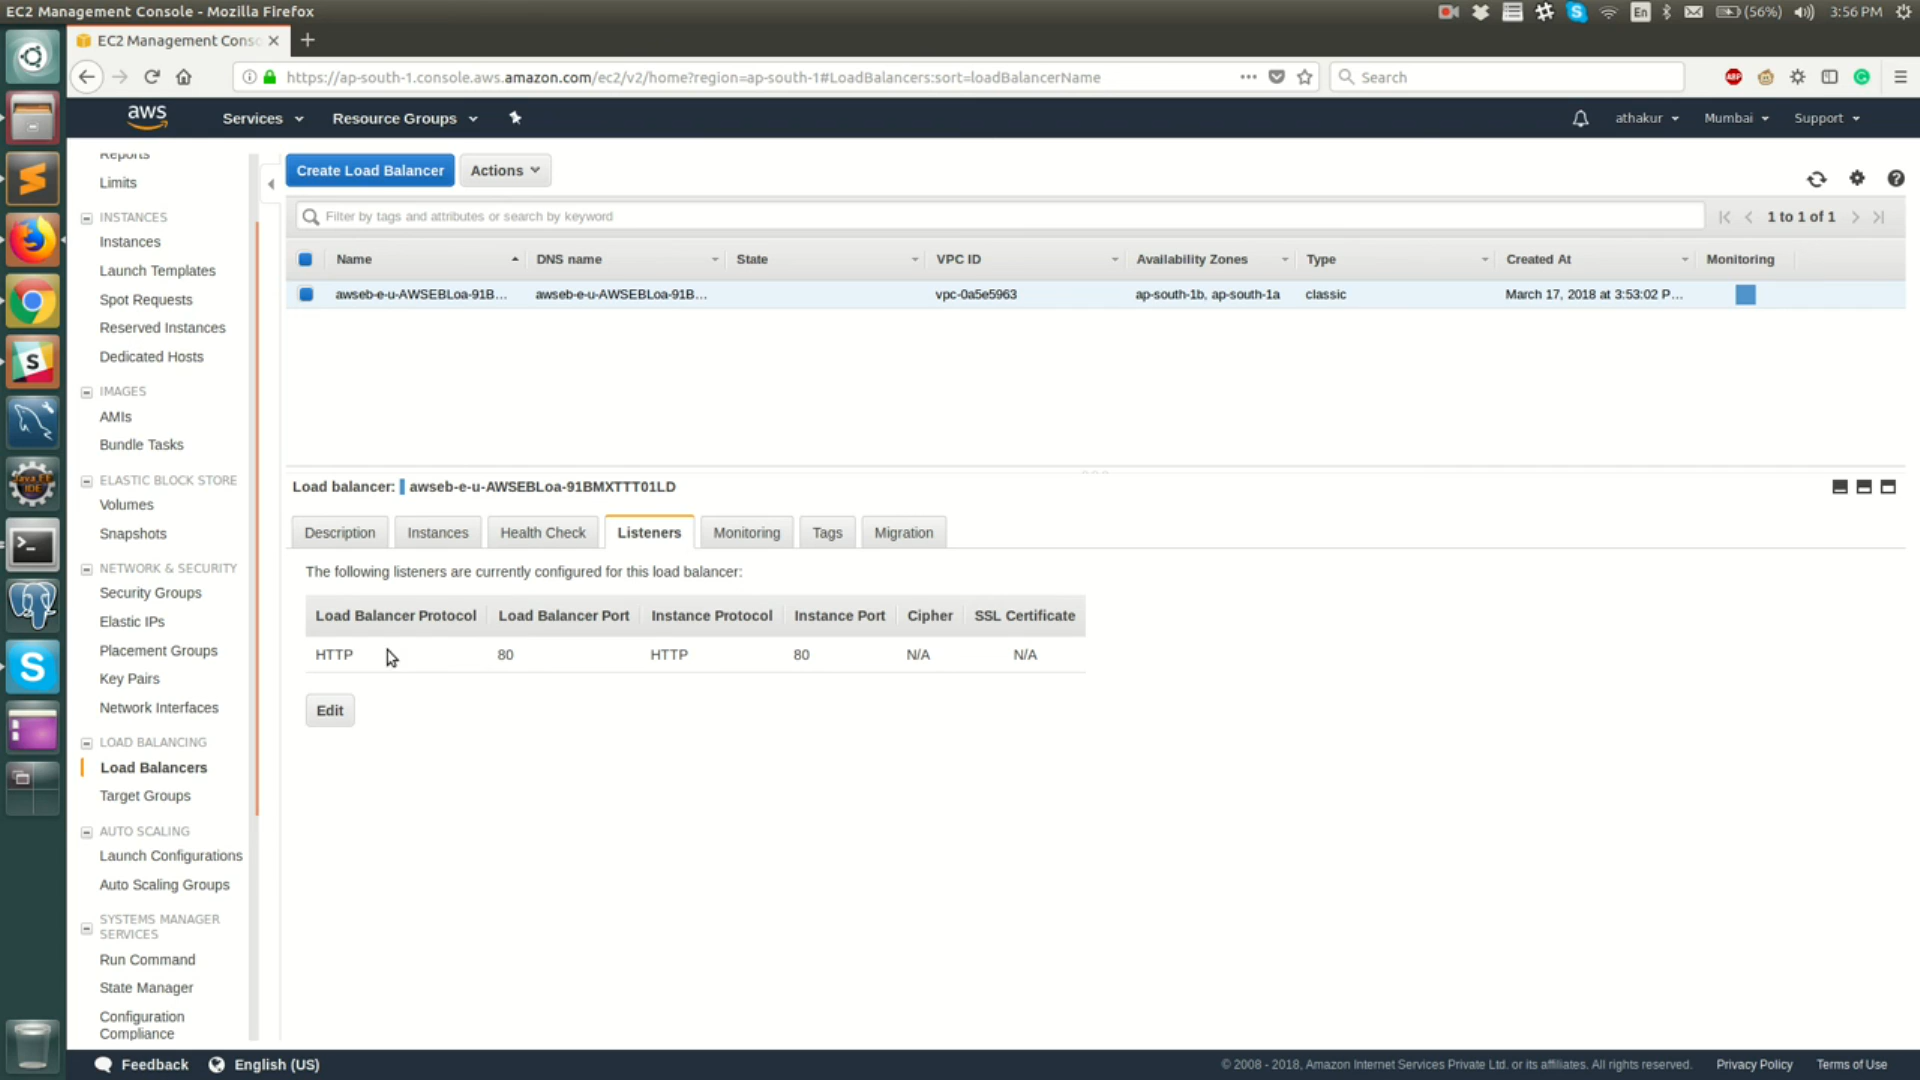 EC2 Management Console - Mozilla Firefox
En
(56%)
3:56 PM
EC2 Management Conso
https://ap-south-1.console.aws.amazon.com/ec2/v2/home?region=ap-south-1#LoadBalancers:sort=loadBalancerName
Search
ABP
aws
Services
Resource Groups
athakur
Mumbai
Support
Reports
Limits
INSTANCES
Instances
Launch Templates
Spot Requests
Reserved Instances
Dedicated Hosts
IMAGES
AMIs
Bundle Tasks
ELASTIC BLOCK STORE
Volumes
Snapshots
NETWORK & SECURITY
Security Groups
Elastic IPs
Placement Groups
Key Pairs
Network Interfaces
LOAD BALANCING
Load Balancers
Target Groups
AUTO SCALING
Launch Configurations
Auto Scaling Groups
SYSTEMS MANAGER
SERVICES
Run Command
State Manager
Configuration
Compliance
Create Load Balancer
Actions
Filter by tags and attributes or search by keyword
1 to 1 of 1
Name DNS name State VPC ID Availability Zones Type Created At Monitoring
awseb-e-u-AWSEBLoa-91B... awseb-e-u-AWSEBLoa-91B... vpc-0a5e5963 ap-south-1b, ap-south-1a classic March 17, 2018 at 3:53:02 P...
Load balancer: awseb-e-u-AWSEBLoa-91BMXTTT01LD
Description Instances Health Check Listeners Monitoring Tags Migration
The following listeners are currently configured for this load balancer:
Load Balancer Protocol Load Balancer Port Instance Protocol Instance Port Cipher SSL Certificate
HTTP 80 HTTP 80 N/A N/A
Edit
Java EE
IDE
Feedback
English (US)
© 2008 - 2018, Amazon Internet Services Private Ltd. or its affiliates. All rights reserved.
Privacy Policy
Terms of Use